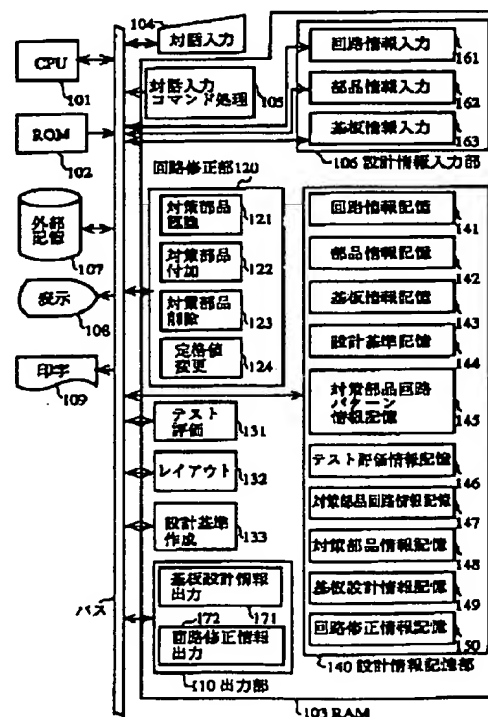 104
対話入力
CPU
101
対話入力
コマンド処理
105
ROM
102
回路情報入力
161
部品情報入力
162
基板情報入力
163
106 設計情報入力部
外部
記憶
107
表示
108
印字
109
回路修正部 120
対策部品
認識
121
対策部品
付加
122
対策部品
削除
123
定格値
変更
124
テスト
評価
131
レイアウト
132
設計基準
作成
133
基板設計情報
出力
171
172
回路修正情報
出力
110 出力部
バス
回路情報記憶
141
部品情報記憶
142
基板情報記憶
143
設計基準記憶
144
対策部品回路
パターン
情報記憶
145
テスト評価情報記憶
146
対策部品回路情報記憶
147
対策部品情報記憶
148
基板設計情報記憶
149
回路修正情報記憶
150
140 設計情報記憶部
103 RAM